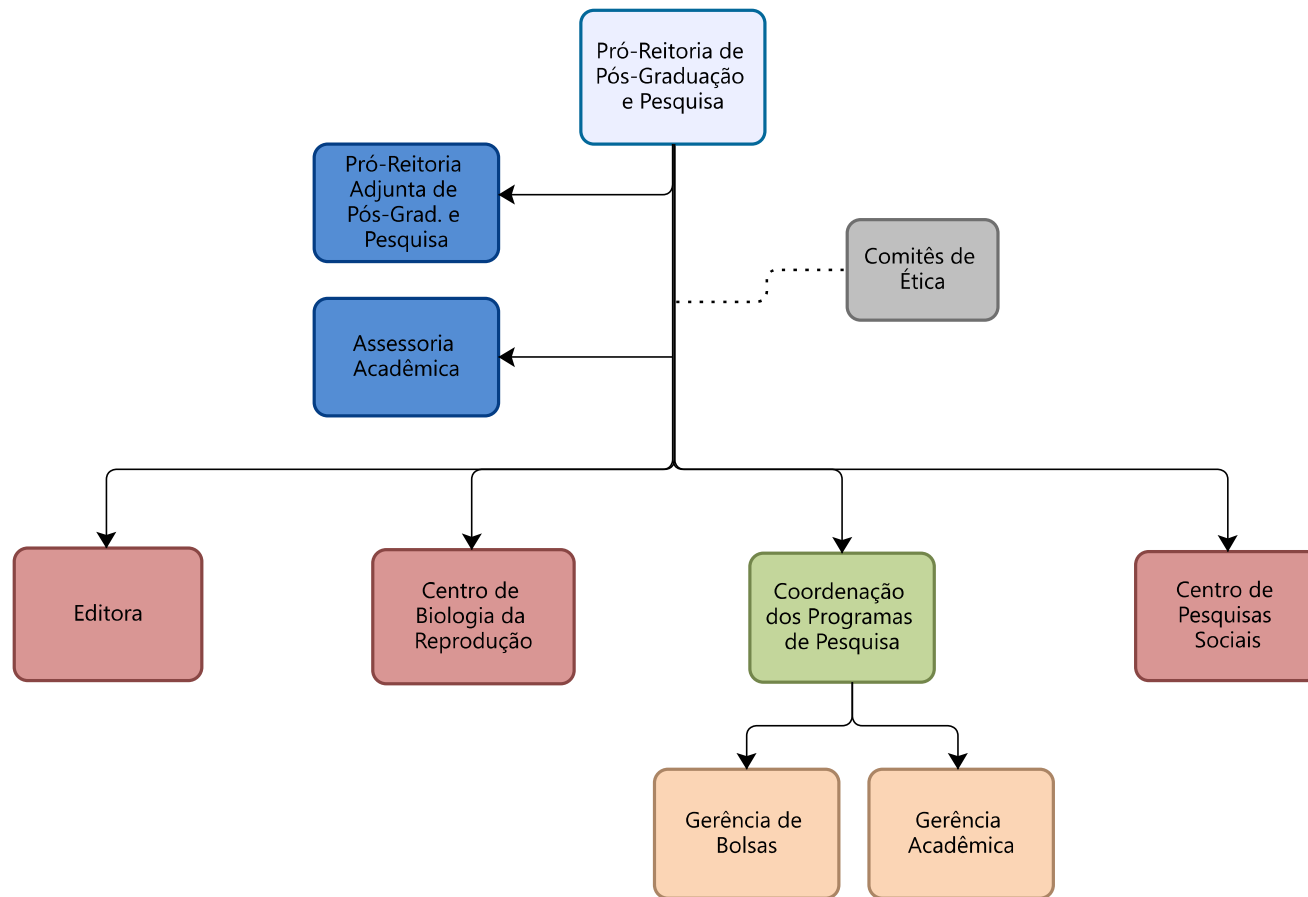 Pró-Reitoria de
Pós-Graduação
e Pesquisa
Pró-Reitoria
Adjunta de
Pós-Grad. e
Pesquisa
Comitês de
Ética
Assessoria
Acadêmica
Editora
Centro de
Biologia da
Reprodução
Coordenação
dos Programas
de Pesquisa
Centro de
Pesquisas
Sociais
Gerência de
Bolsas
Gerência
Acadêmica